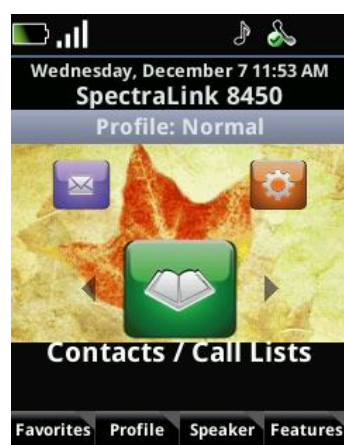 Wednesday, December 7 11:53 AM
SpectraLink 8450
Profile: Normal
Contacts / Call Lists
Favorites Profile Speaker Features